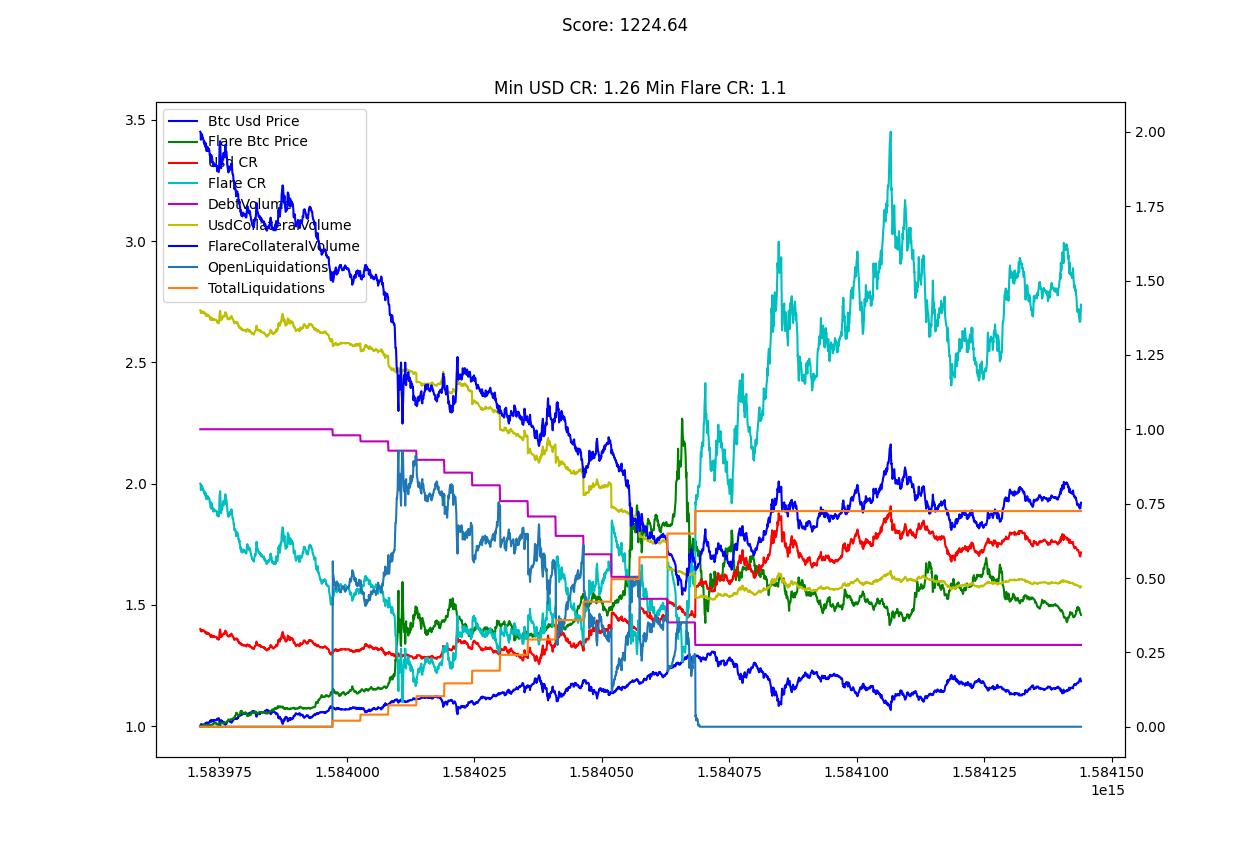 Score: 1224.64
Min USD CR: 1.26 Min Flare CR: 1.1
Btc Usd Price
Flare Btc Price
Usd CR
Flare CR
DebtVolume
UsdCollateralVolume
FlareCollateralVolume
OpenLiquidations
TotalLiquidations
3.5
3.0
2.5
2.0
1.5
1.0
2.00
1.75
1.50
1.25
1.00
0.75
0.50
0.25
0.00
1.583975 1.584000 1.584025 1.584050 1.584075 1.584100 1.584125 1.584150
1e15